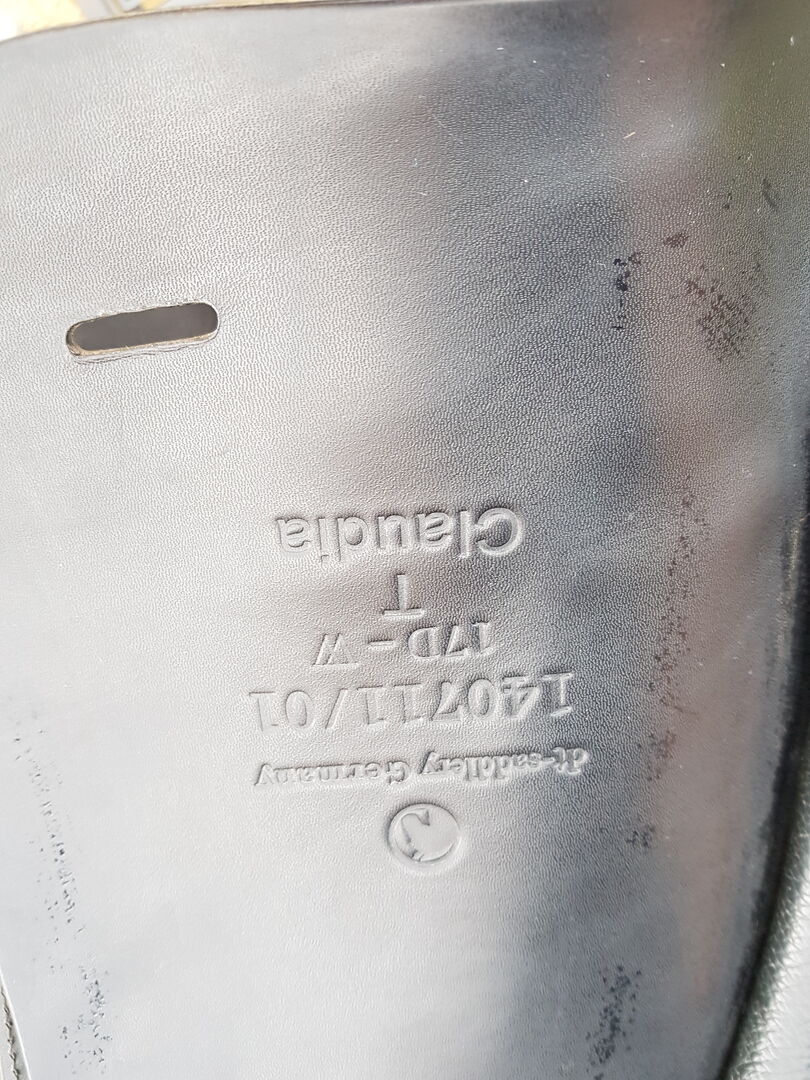 dt-saddlery Germany
140711/01
17D - W
T
Claudia